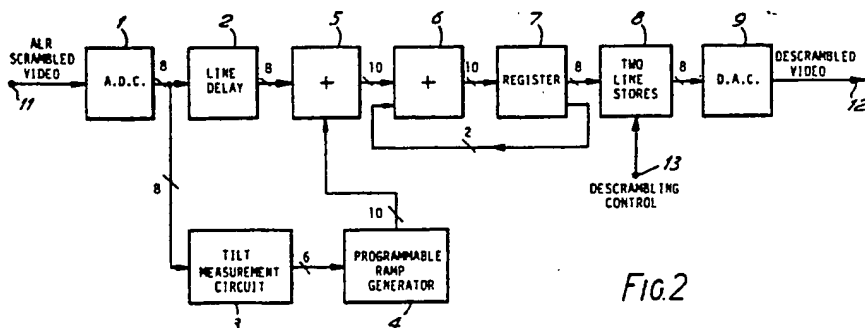 1
2
5
6
7
8
9
ALR
SCRAMBLED
VIDEO
11
A.D.C.
8
LINE
DELAY
8
+
10
+
10
REGISTER
8
TWO
LINE
STORES
8
D.A.C.
DESCRAMBLED
VIDEO
12
2
13
DESCRAMBLING
CONTROL
8
10
TILT
MEASUREMENT
CIRCUIT
6
PROGRAMMABLE
RAMP
GENERATOR
3
4
FIG.2